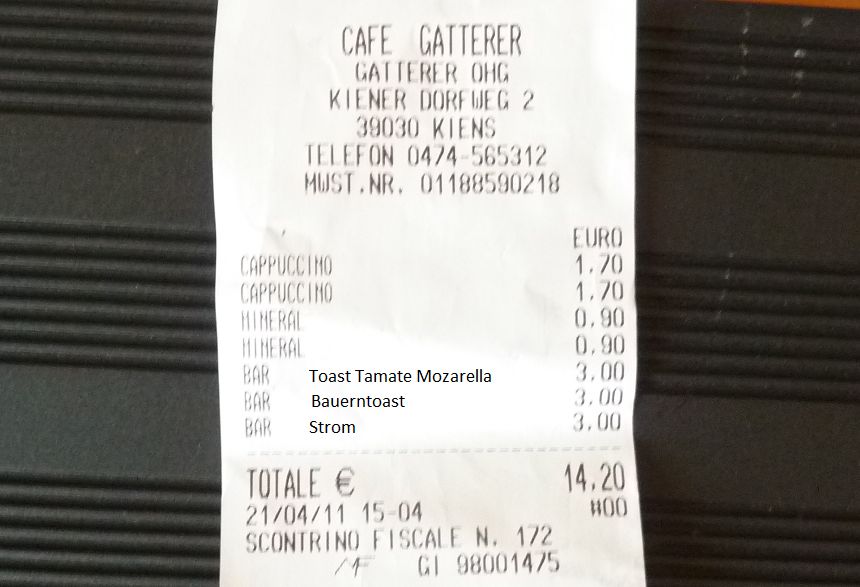 CAFE GATTERER
GATTERER OHG
KIENER DORFWEG 2
39030 KIENS
TELEFON 0474-565312
MWST.NR. 01188590218
EURO
CAPPUCCINO 1,70
CAPPUCCINO 1,70
MINERAL 0,90
MINERAL 0,90
BAR Toast Tamate Mozarella 3,00
BAR Bauerntoast 3,00
BAR Strom 3,00
TOTALE € 14,20
21/04/11 15-04 #00
SCONTRINO FISCALE N. 172
GI 98001475